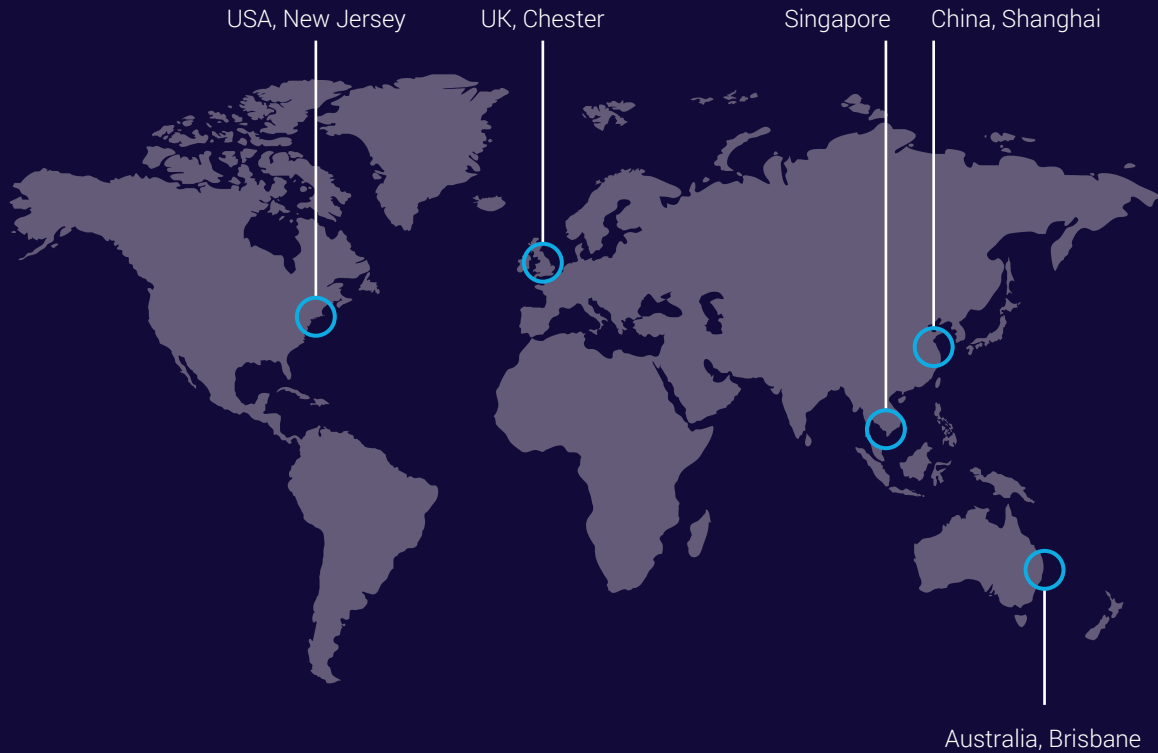 USA, New Jersey
UK, Chester
Singapore
China, Shanghai
Australia, Brisbane